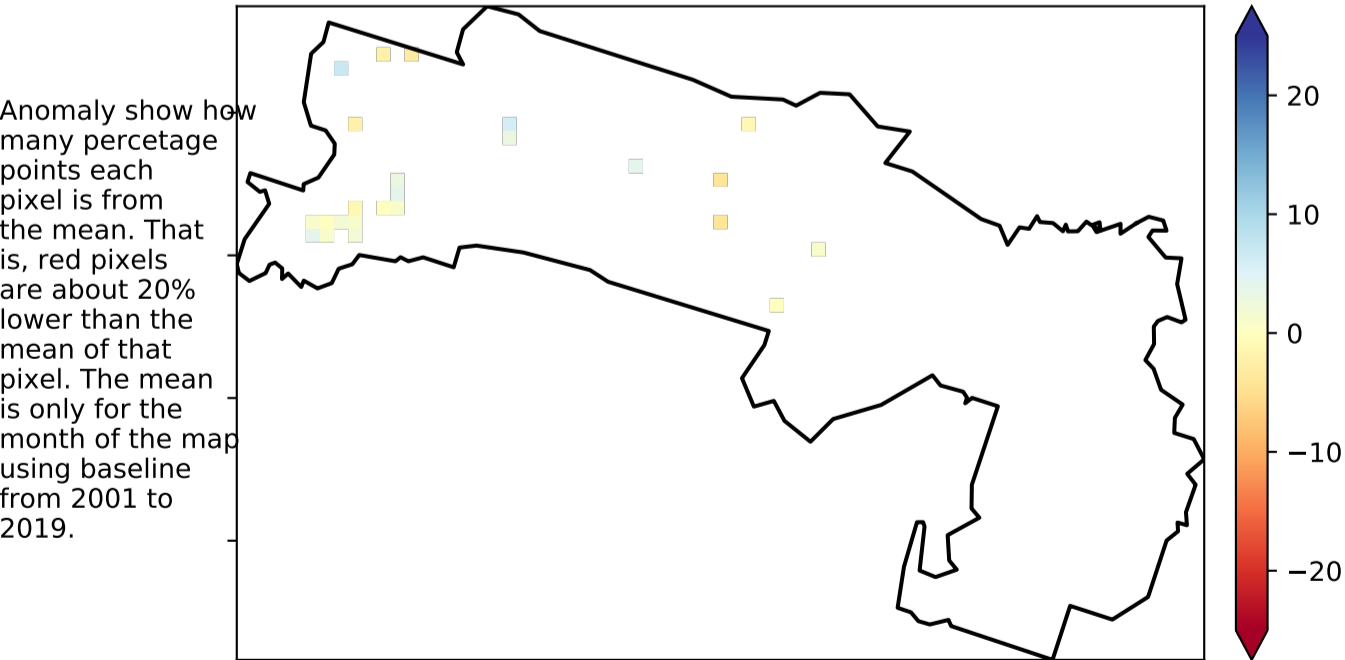 Anomaly show how
many percetage
points each
pixel is from
the mean. That
is, red pixels
are about 20%
lower than the
mean of that
pixel. The mean
is only for the
month of the map
using baseline
from 2001 to
2019.
20
10
0
−10
−20